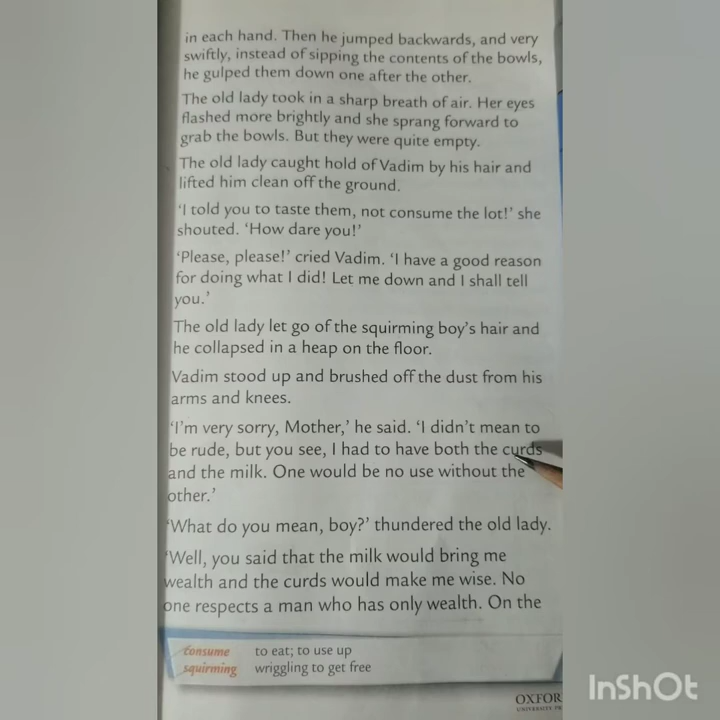 in each hand. Then he jumped backwards, and very
swiftly, instead of sipping the contents of the bowls,
he gulped them down one after the other.
The old lady took in a sharp breath of air. Her eyes
flashed more brightly and she sprang forward to
grab the bowls. But they were quite empty.
The old lady caught hold of Vadim by his hair and
lifted him clean off the ground.
‘I told you to taste them, not consume the lot!’ she
shouted. ‘How dare you!’
‘Please, please!’ cried Vadim. ‘I have a good reason
for doing what I did! Let me down and I shall tell
you.’
The old lady let go of the squirming boy’s hair and
he collapsed in a heap on the floor.
Vadim stood up and brushed off the dust from his
arms and knees.
‘I’m very sorry, Mother,’ he said. ‘I didn’t mean to
be rude, but you see, I had to have both the curds
and the milk. One would be no use without the
other.’
‘What do you mean, boy?’ thundered the old lady.
‘Well, you said that the milk would bring me
wealth and the curds would make me wise. No
one respects a man who has only wealth. On the
consume to eat; to use up
squirming wriggling to get free
OXFOR
UNIVERSITY PR
InShOt